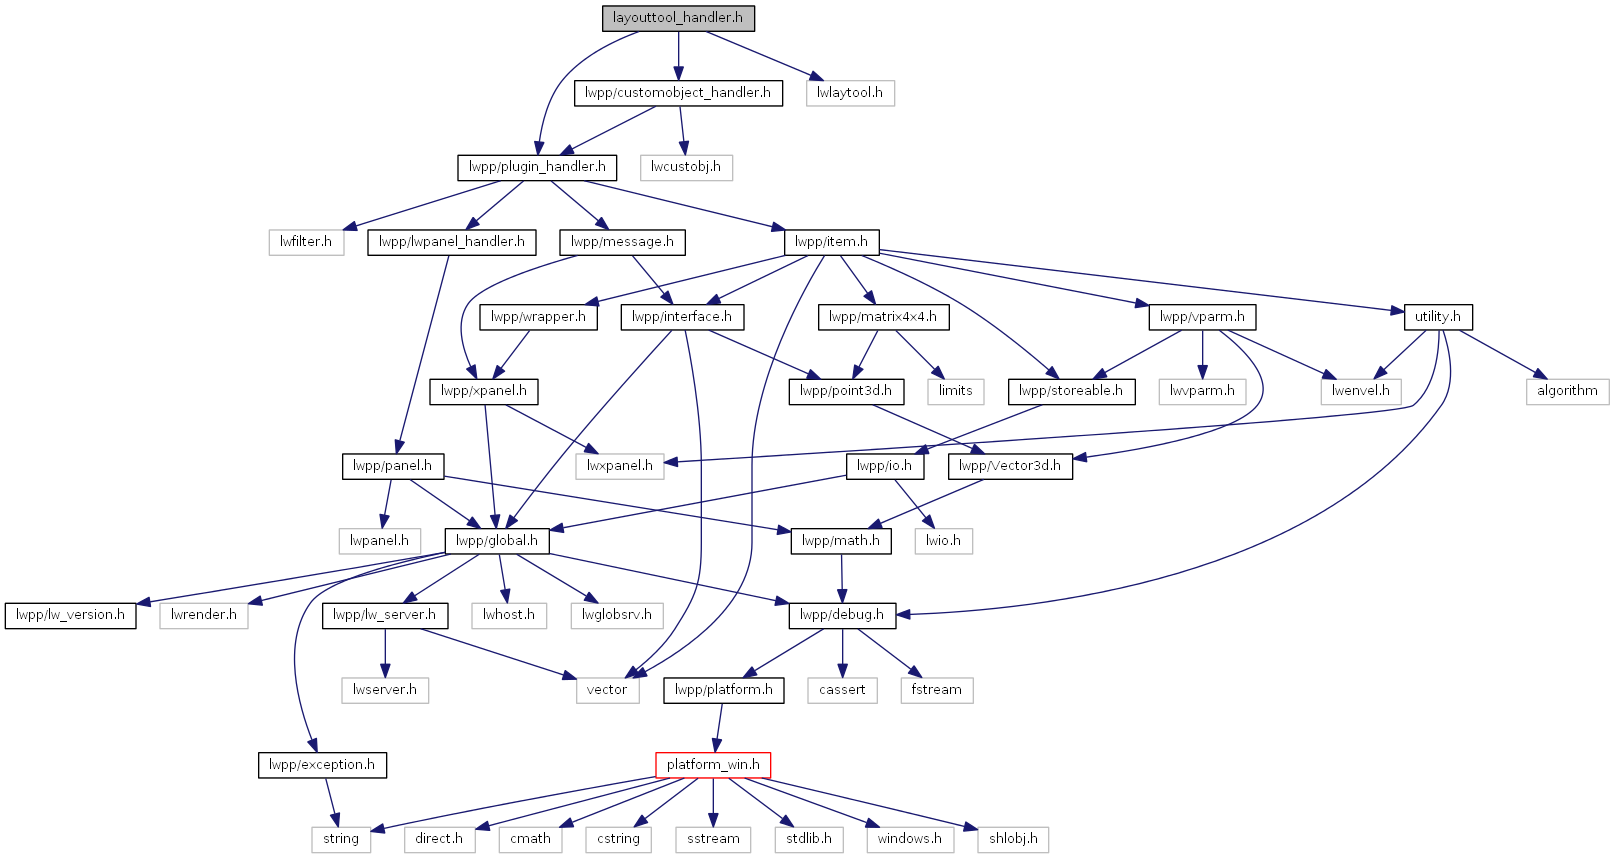 layouttool_handler.h
lwpp/customobject_handler.h
lwlaytool.h
lwpp/plugin_handler.h
lwcustobj.h
lwfilter.h
lwpp/lwpanel_handler.h
lwpp/message.h
lwpp/item.h
lwpp/wrapper.h
lwpp/interface.h
lwpp/matrix4x4.h
lwpp/vparm.h
utility.h
lwpp/xpanel.h
lwpp/point3d.h
limits
lwpp/storeable.h
lwvparm.h
lwenvel.h
algorithm
lwpp/panel.h
lwxpanel.h
lwpp/io.h
lwpp/Vector3d.h
lwpanel.h
lwpp/global.h
lwpp/math.h
lwio.h
lwpp/lw_version.h
lwrender.h
lwpp/lw_server.h
lwhost.h
lwglobsrv.h
lwpp/debug.h
lwserver.h
vector
lwpp/platform.h
cassert
fstream
lwpp/exception.h
platform_win.h
string
direct.h
cmath
cstring
sstream
stdlib.h
windows.h
shlobj.h